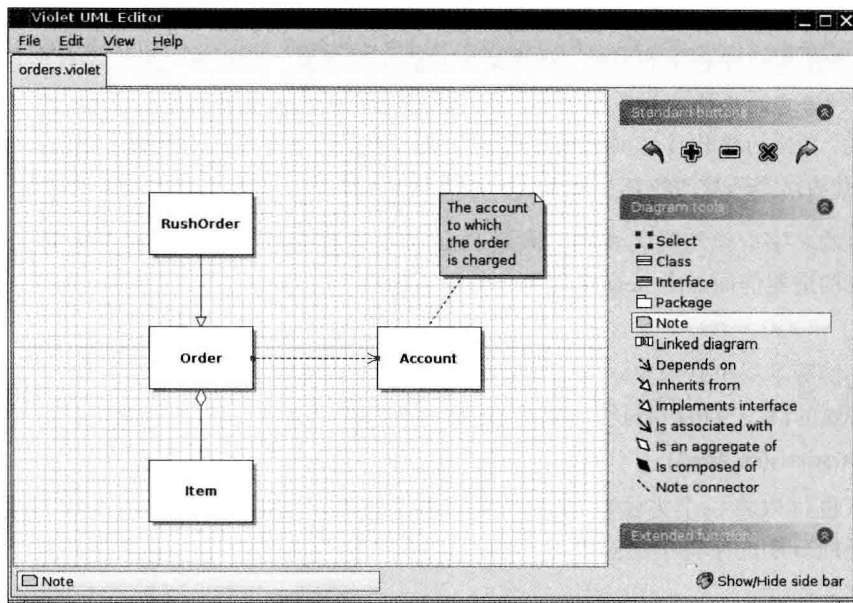 Violet UML Editor
File Edit View Help
orders.violet
RushOrder
The account
to which
the order
is charged
Order
Account
Item
Standard buttons
Diagram tools
Select
Class
Interface
Package
Note
Linked diagram
Depends on
Inherits from
Implements interface
Is associated with
Is an aggregate of
Is composed of
Note connector
Extended function
Note
Show/Hide side bar